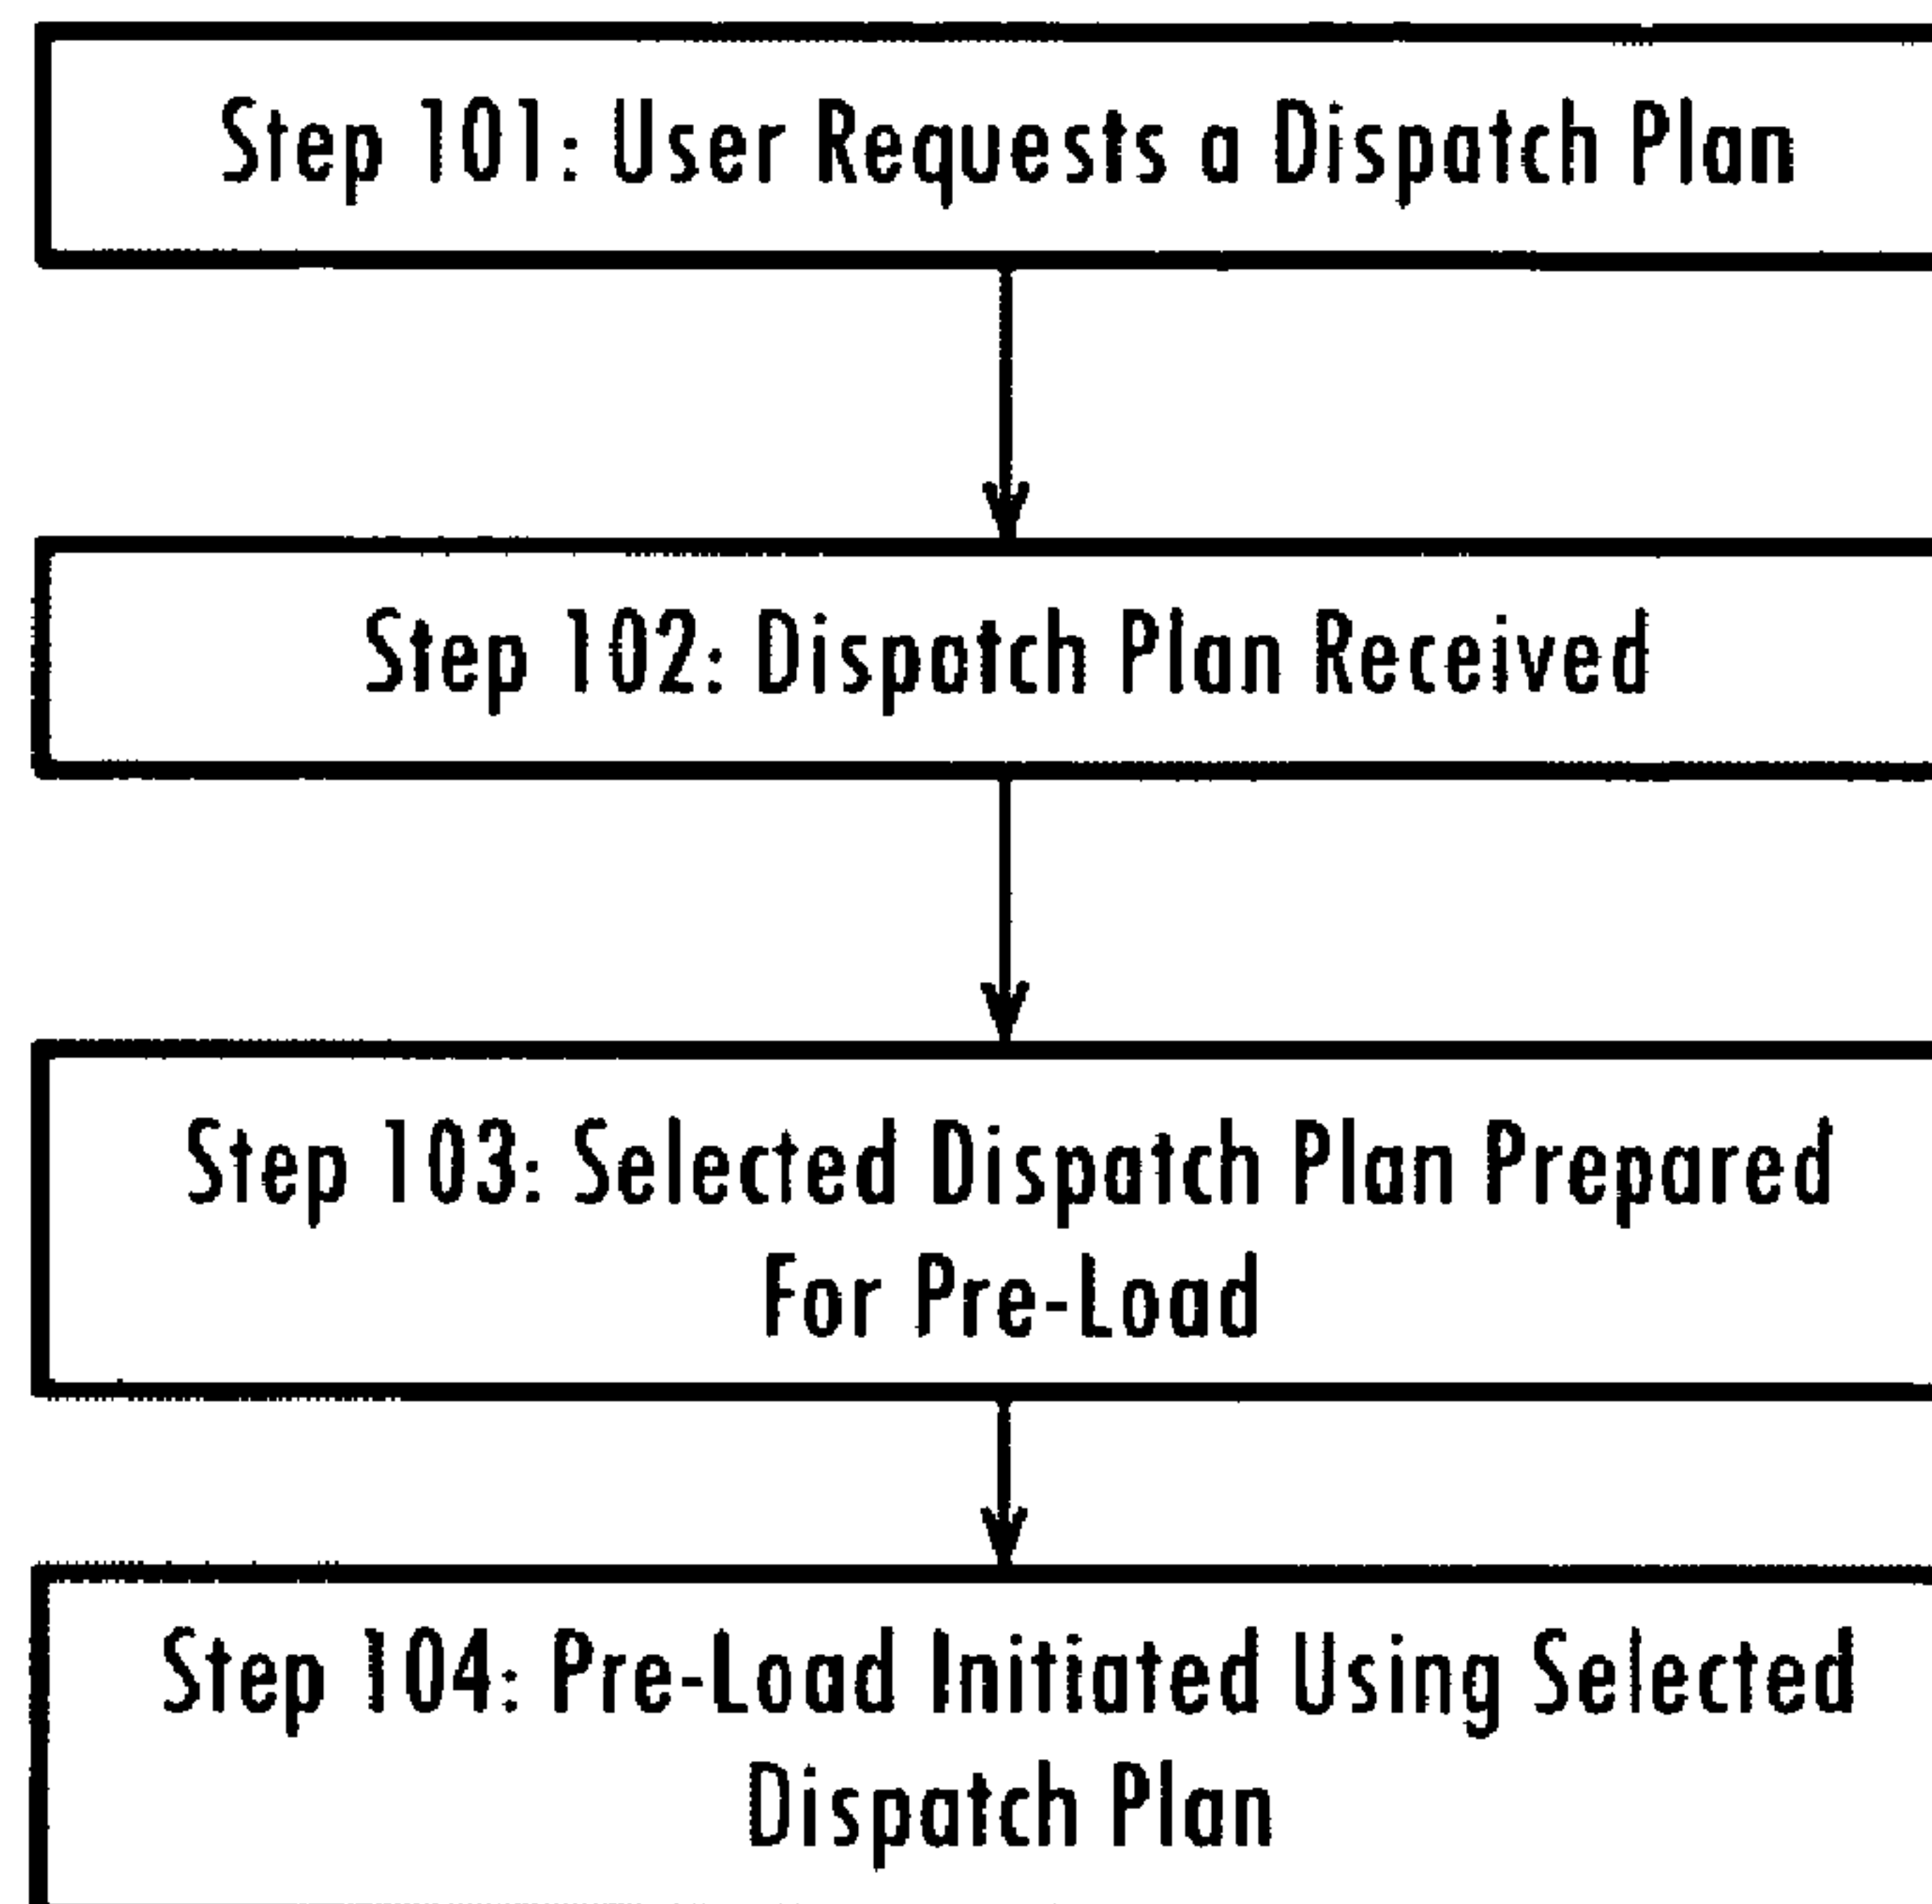 Step 101: User Requests a Dispatch Plan
Step 102: Dispatch Plan Received
Step 103: Selected Dispatch Plan Prepared
For Pre-Load
Step 104: Pre-Load Initiated Using Selected
Dispatch Plan